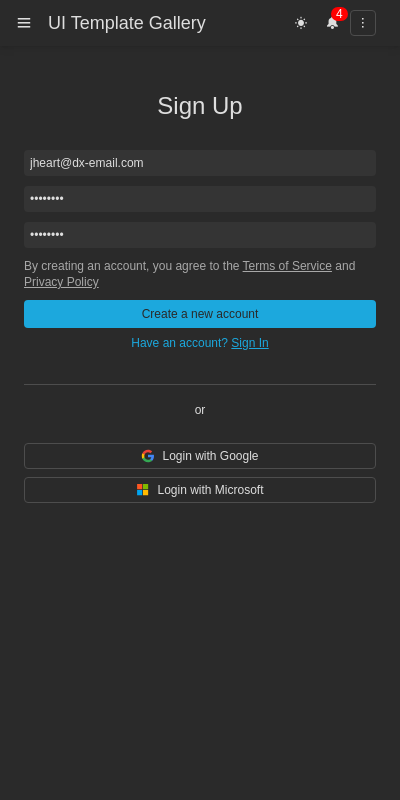 UI Template Gallery
4
Sign Up
jheart@dx-email.com
••••••••
••••••••
By creating an account, you agree to the Terms of Service and
Privacy Policy
Create a new account
Have an account? Sign In
or
Login with Google
Login with Microsoft